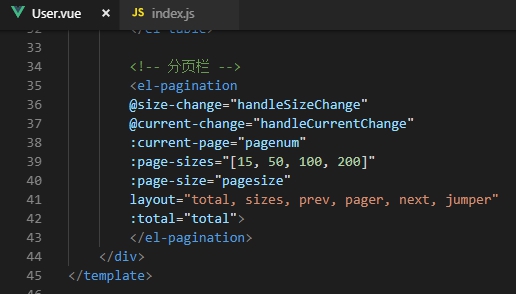 User.vue × JS index.js
32 </el-table>
33
34 <!-- 分页栏 -->
35 <el-pagination
36 @size-change="handleSizeChange"
37 @current-change="handleCurrentChange"
38 :current-page="pagenum"
39 :page-sizes="[15, 50, 100, 200]"
40 :page-size="pagesize"
41 layout="total, sizes, prev, pager, next, jumper"
42 :total="total">
43 </el-pagination>
44 </div>
45 </template>
46